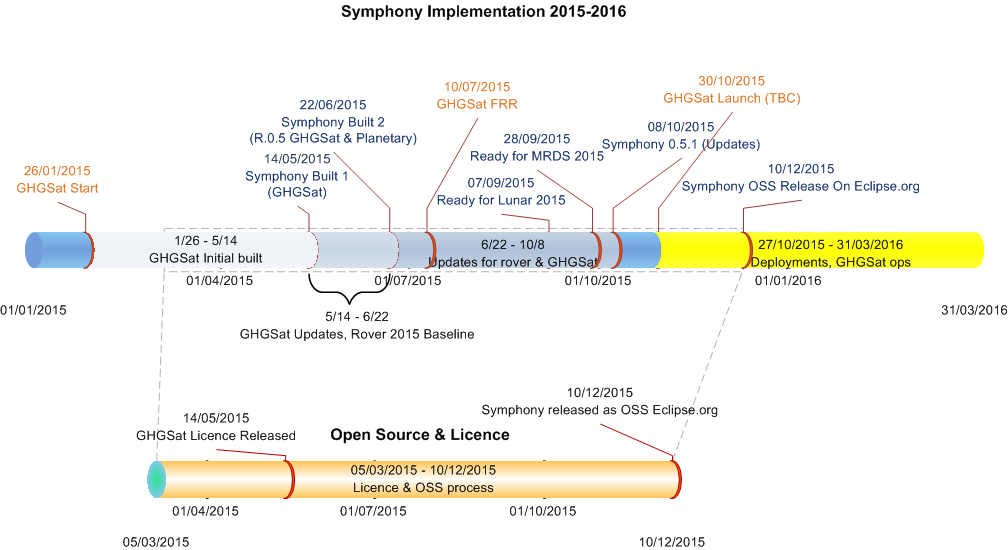 Symphony Implementation 2015-2016
30/10/2015
GHGSat Launch (TBC)
10/07/2015
GHGSat FRR
22/06/2015
Symphony Built 2
(R.0.5 GHGSat & Planetary)
08/10/2015
Symphony 0.5.1 (Updates)
28/09/2015
Ready for MRDS 2015
14/05/2015
Symphony Built 1
(GHGSat)
26/01/2015
GHGSat Start
10/12/2015
Symphony OSS Release On Eclipse.org
07/09/2015
Ready for Lunar 2015
1/26 - 5/14
GHGSat Initial built
6/22 - 10/8
Updates for rover & GHGSat
27/10/2015 - 31/03/2016
Deployments, GHGSat ops
01/04/2015
01/07/2015
01/10/2015
01/01/2016
01/01/2015
31/03/2016
5/14 - 6/22
GHGSat Updates, Rover 2015 Baseline
10/12/2015
Symphony released as OSS Eclipse.org
14/05/2015
GHGSat Licence Released
Open Source & Licence
05/03/2015 - 10/12/2015
Licence & OSS process
01/04/2015
01/07/2015
01/10/2015
05/03/2015
10/12/2015